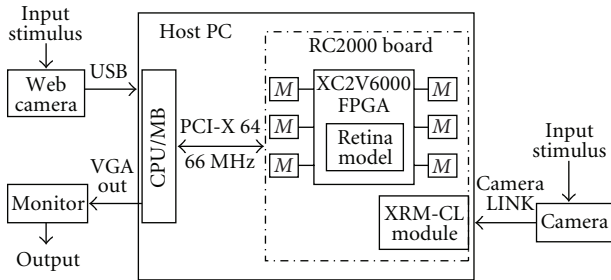 Input
stimulus
Web
camera
USB
VGA
out
Monitor
Output
Host PC
CPU/MB
PCI-X 64
66 MHz
RC2000 board
M
M
M
XC2V6000
FPGA
Retina
model
M
M
M
XRM-CL
module
Camera
LINK
Input
stimulus
Camera